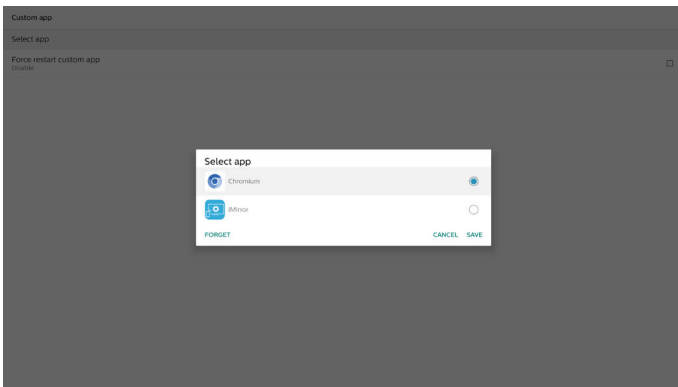 Custom app
Select app
Force restart custom app
Disable
Select app
Chromium
IMirror
FORGET
CANCEL SAVE